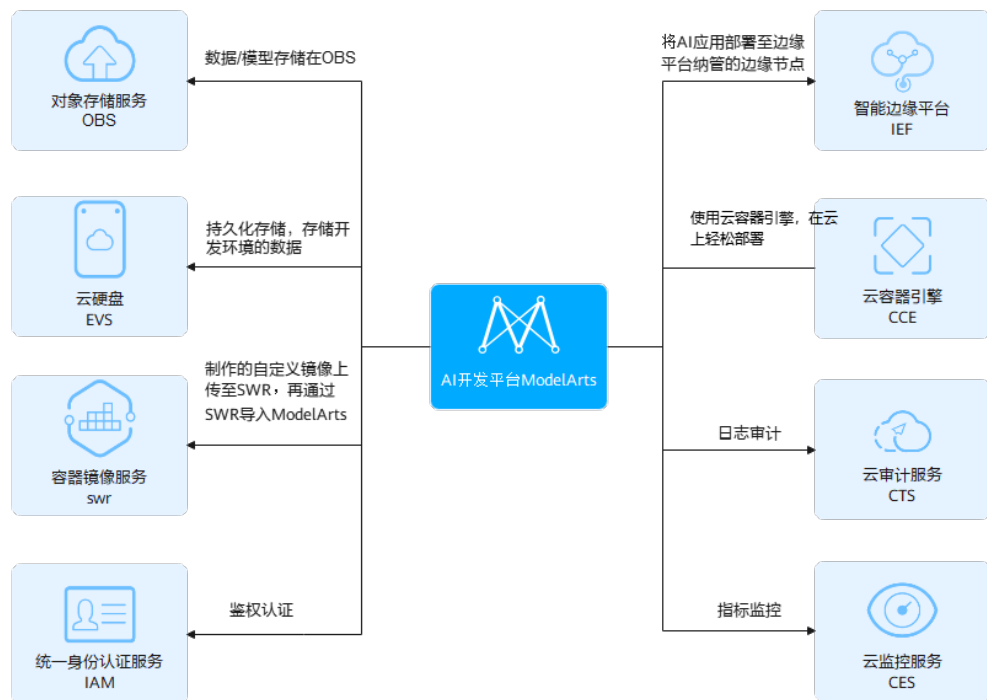 数据/模型存储在OBS
对象存储服务
OBS
持久化存储，存储开
发环境的数据
云硬盘
EVS
制作的自定义镜像上
传至SWR，再通过
SWR导入ModelArts
容器镜像服务
swr
鉴权认证
统一身份认证服务
IAM
AI开发平台ModelArts
将AI应用部署至边缘
平台纳管的边缘节点
智能边缘平台
IEF
使用云容器引擎，在云
上轻松部署
云容器引擎
CCE
日志审计
云审计服务
CTS
指标监控
云监控服务
CES